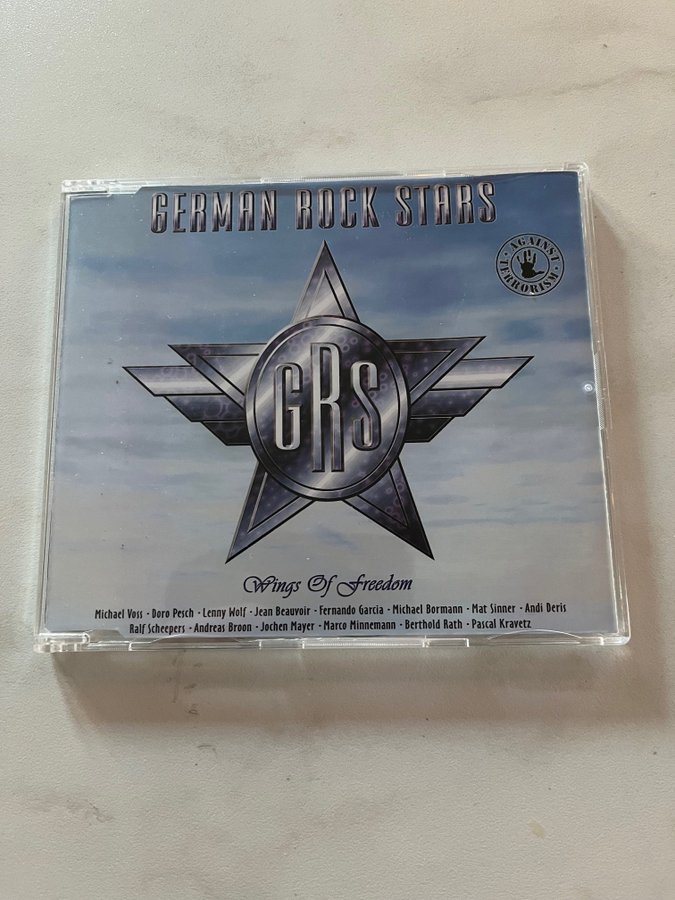 GERMAN ROCK STARS
· AGAINST ·
TERRORISM
GRS
Wings Of Freedom
Michael Voss · Doro Pesch · Lenny Wolf · Jean Beauvoir · Fernando Garcia · Michael Bormann · Mat Sinner · Andi Deris
Ralf Scheepers · Andreas Broon · Jochen Mayer · Marco Minnemann · Berthold Rath · Pascal Kravetz